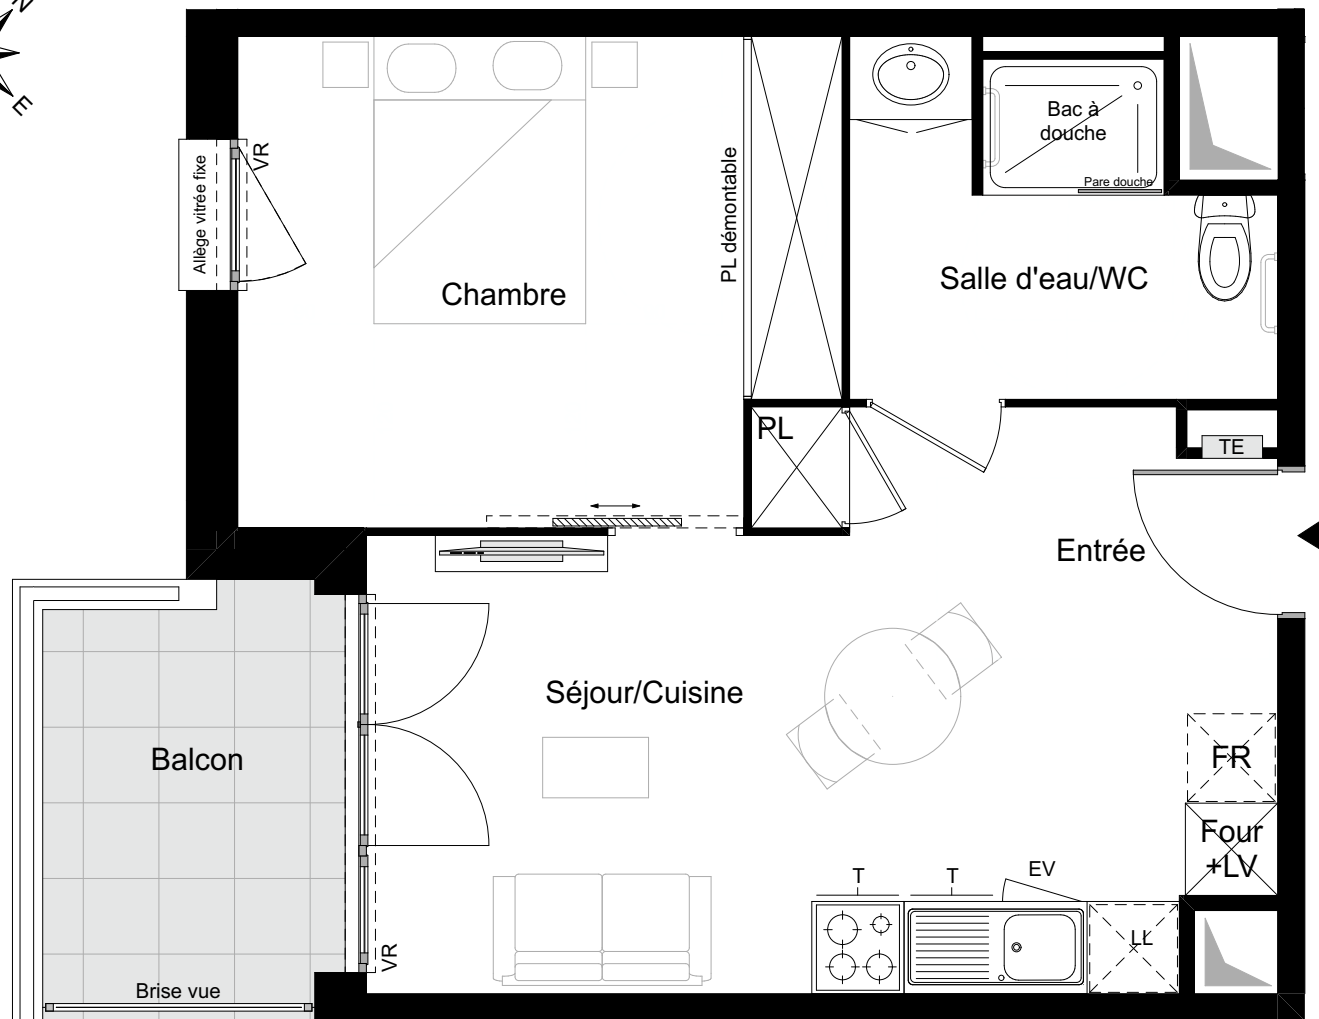 N
E
VR
Allège vitrée fixe
Chambre
PL démontable
Bac à
douche
Pare douche
Salle d'eau/WC
PL
TE
Entrée
Séjour/Cuisine
Balcon
FR
Four
+LV
T
T
EV
LL
VR
Brise vue